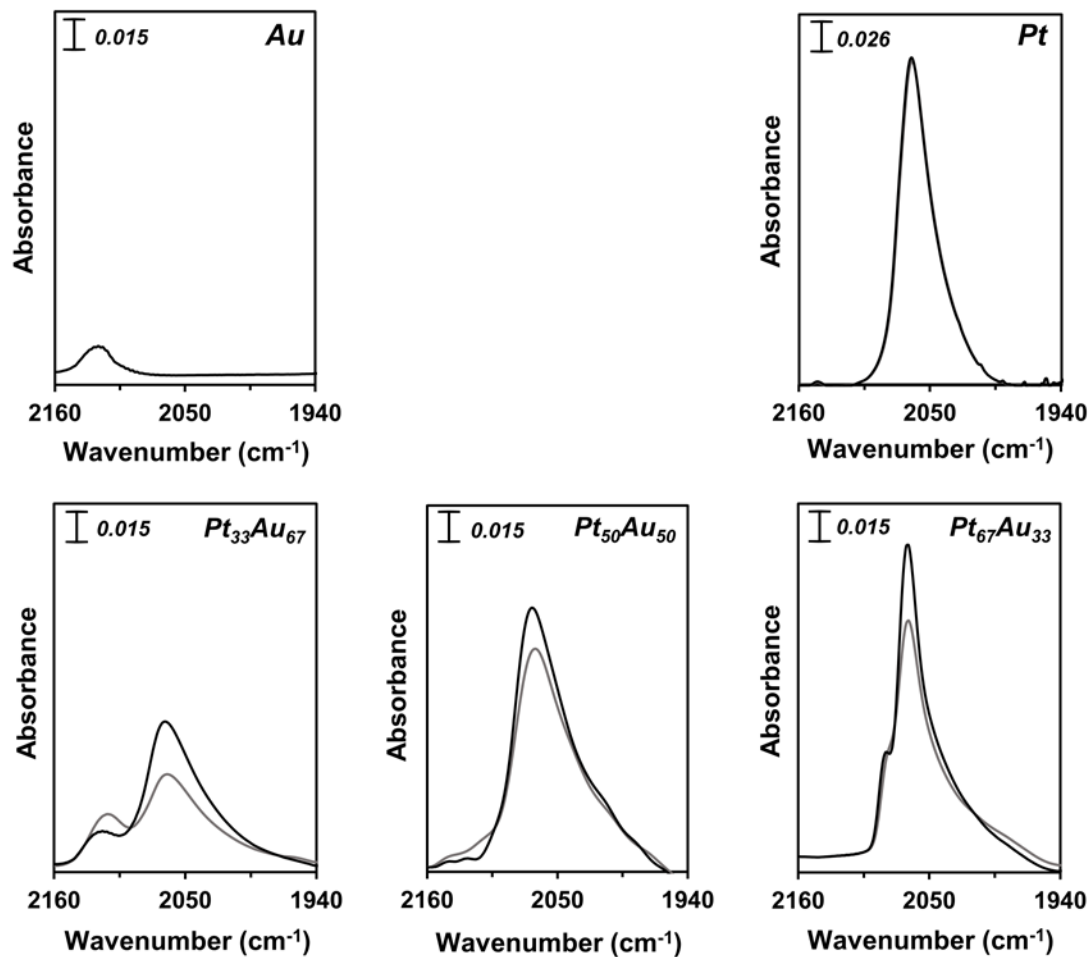 0.015 Au
Absorbance
2160 2050 1940
Wavenumber (cm⁻¹)
0.026 Pt
Absorbance
2160 2050 1940
Wavenumber (cm⁻¹)
0.015 Pt₃₃Au₆₇
Absorbance
2160 2050 1940
Wavenumber (cm⁻¹)
0.015 Pt₅₀Au₅₀
Absorbance
2160 2050 1940
Wavenumber (cm⁻¹)
0.015 Pt₆₇Au₃₃
Absorbance
2160 2050 1940
Wavenumber (cm⁻¹)